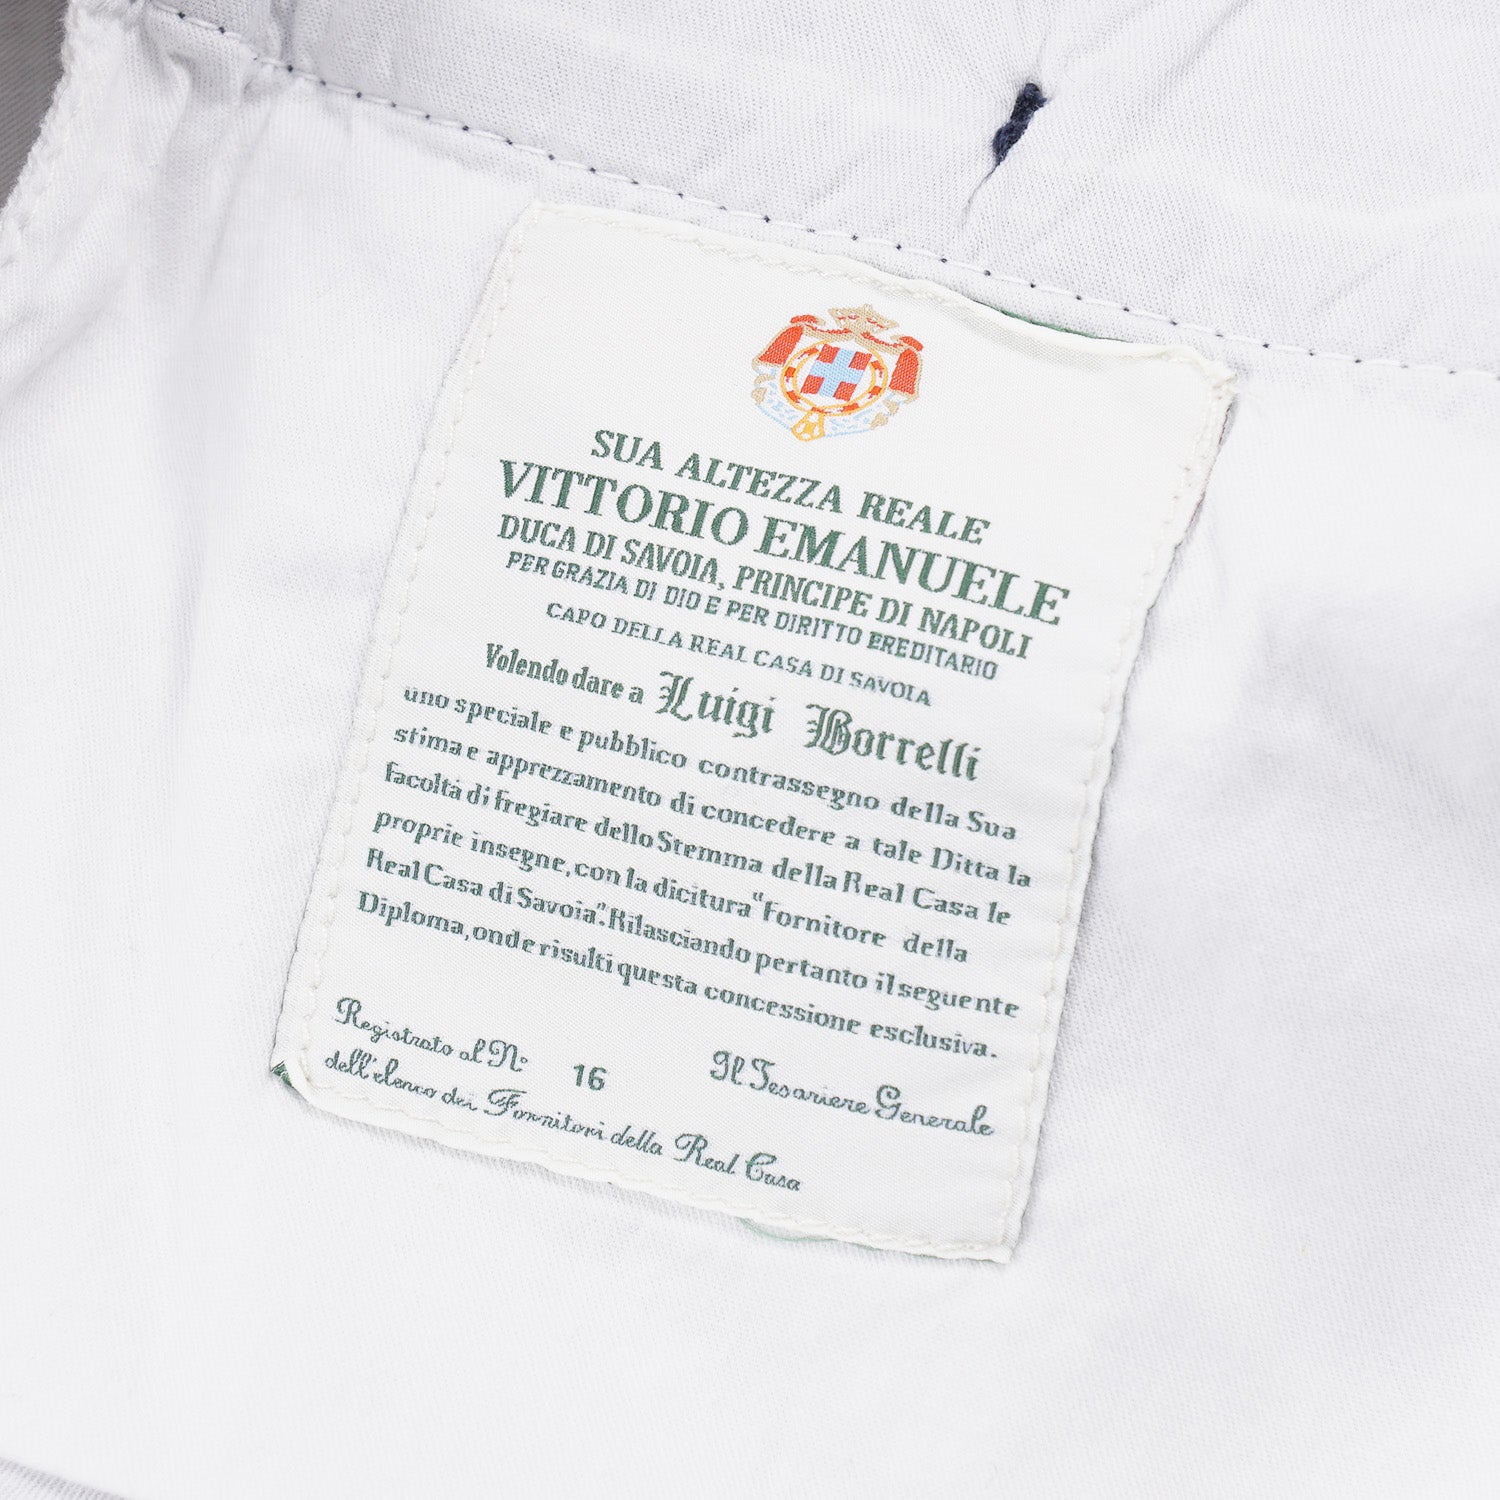 SUA ALTEZZA REALE
VITTORIO EMANUELE
DUCA DI SAVOIA, PRINCIPE DI NAPOLI
PER GRAZIA DI DIO E PER DIRITTO EREDITARIO
CAPO DELLA REAL CASA DI SAVOIA
Volendo dare a Luigi Borrelli
uno speciale e pubblico contrassegno della Sua
stima e apprezzamento di concedere a tale Ditta la
facoltà di fregiare dello Stemma della Real Casa le
proprie insegne, con la dicitura "Fornitore della
Real Casa di Savoia". Rilasciando pertanto il seguente
Diploma, onde risulti questa concessione esclusiva.
Registrato al N° 16 Il Tesoriere Generale
dell'elenco dei Fornitori della Real Casa